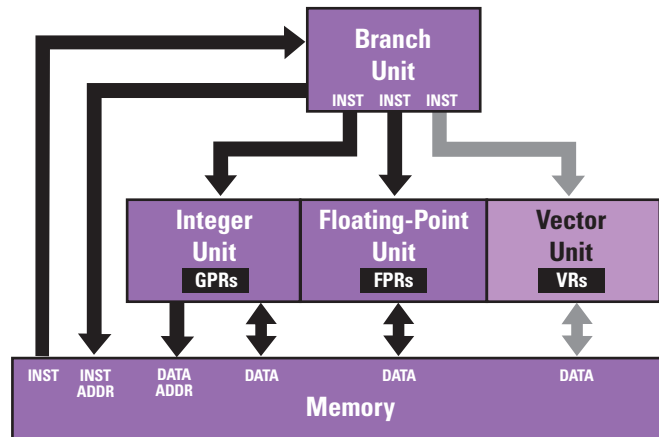 Branch
Unit
INST INST INST
Integer
Unit
GPRs
Floating-Point
Unit
FPRs
Vector
Unit
VRs
INST
INST
ADDR
DATA
ADDR
DATA
DATA
DATA
Memory